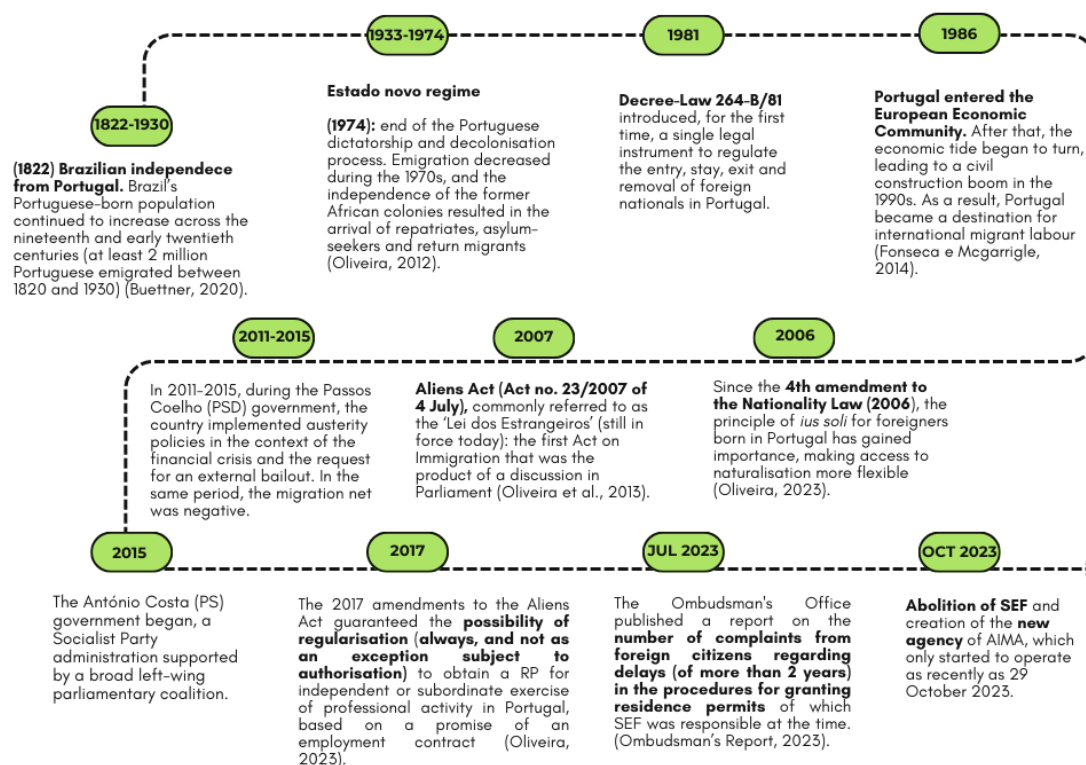 1822-1930
(1822) Brazilian independece
from Portugal. Brazil's
Portuguese-born population
continued to increase across the
nineteenth and early twentieth
centuries (at least 2 million
Portuguese emigrated between
1820 and 1930) (Buettner, 2020).
1933-1974
Estado novo regime
(1974): end of the Portuguese
dictatorship and decolonisation
process. Emigration decreased
during the 1970s, and the
independence of the former
African colonies resulted in the
arrival of repatriates, asylum-
seekers and return migrants
(Oliveira, 2012).
1981
Decree-Law 264-B/81
introduced, for the first
time, a single legal
instrument to regulate
the entry, stay, exit and
removal of foreign
nationals in Portugal.
1986
Portugal entered the
European Economic
Community. After that, the
economic tide began to turn,
leading to a civil
construction boom in the
1990s. As a result, Portugal
became a destination for
international migrant labour
(Fonseca e Mcgarrigle,
2014).
2006
Since the 4th amendment to
the Nationality Law (2006), the
principle of ius soli for foreigners
born in Portugal has gained
importance, making access to
naturalisation more flexible
(Oliveira, 2023).
2007
Aliens Act (Act no. 23/2007 of
4 July), commonly referred to as
the 'Lei dos Estrangeiros' (still in
force today): the first Act on
Immigration that was the
product of a discussion in
Parliament (Oliveira et al., 2013).
2011-2015
In 2011-2015, during the Passos
Coelho (PSD) government, the
country implemented austerity
policies in the context of the
financial crisis and the request
for an external bailout. In the
same period, the migration net
was negative.
2015
The António Costa (PS)
government began, a
Socialist Party
administration supported
by a broad left-wing
parliamentary coalition.
2017
The 2017 amendments to the Aliens
Act guaranteed the possibility of
regularisation (always, and not as
an exception subject to
authorisation) to obtain a RP for
independent or subordinate exercise
of professional activity in Portugal,
based on a promise of an
employment contract (Oliveira,
2023).
JUL 2023
The Ombudsman's Office
published a report on the
number of complaints from
foreign citizens regarding
delays (of more than 2 years)
in the procedures for granting
residence permits of which
SEF was responsible at the time.
(Ombudsman's Report, 2023).
OCT 2023
Abolition of SEF and
creation of the new
agency of AIMA, which
only started to operate
as recently as 29
October 2023.